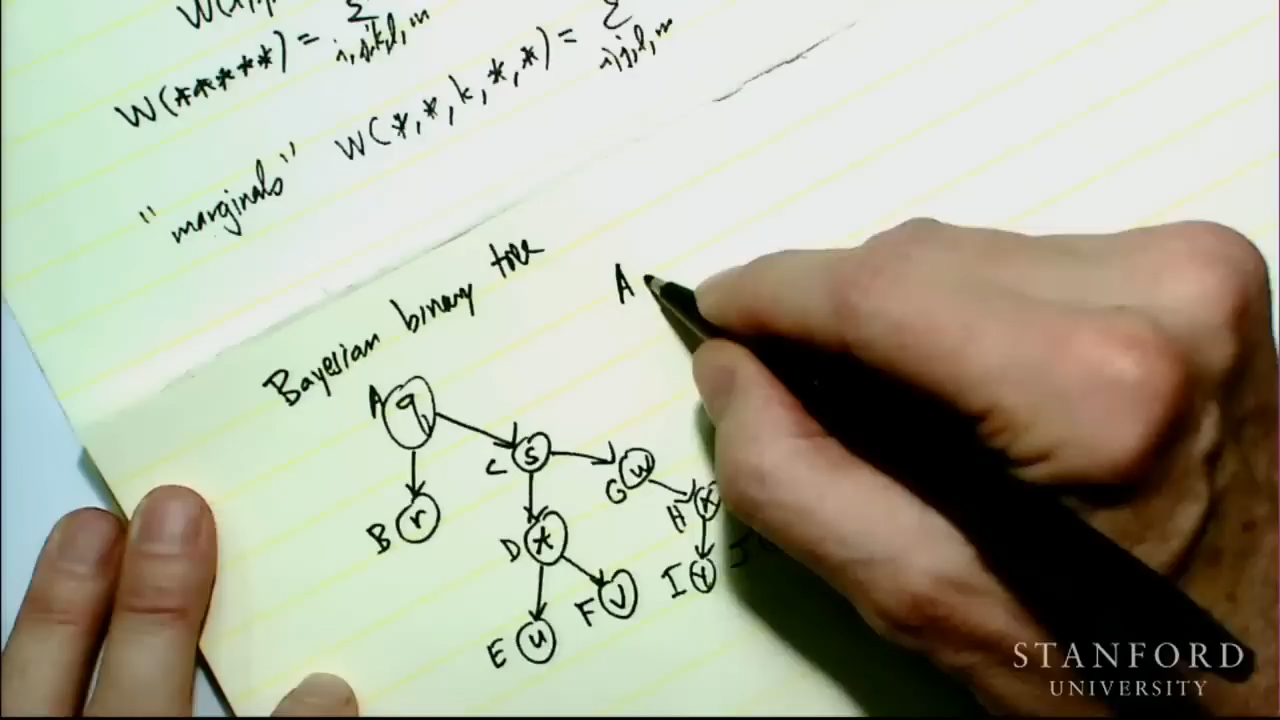 W(
W(*****) = Σ i,j,k,l,m
"marginals" W(*,*,k,*,*) = Σ i,j,l,m
Bayesian binary tree
A
A q
C s
G w
B r
D t
H x
J
I y
F v
E u
STANFORD
UNIVERSITY